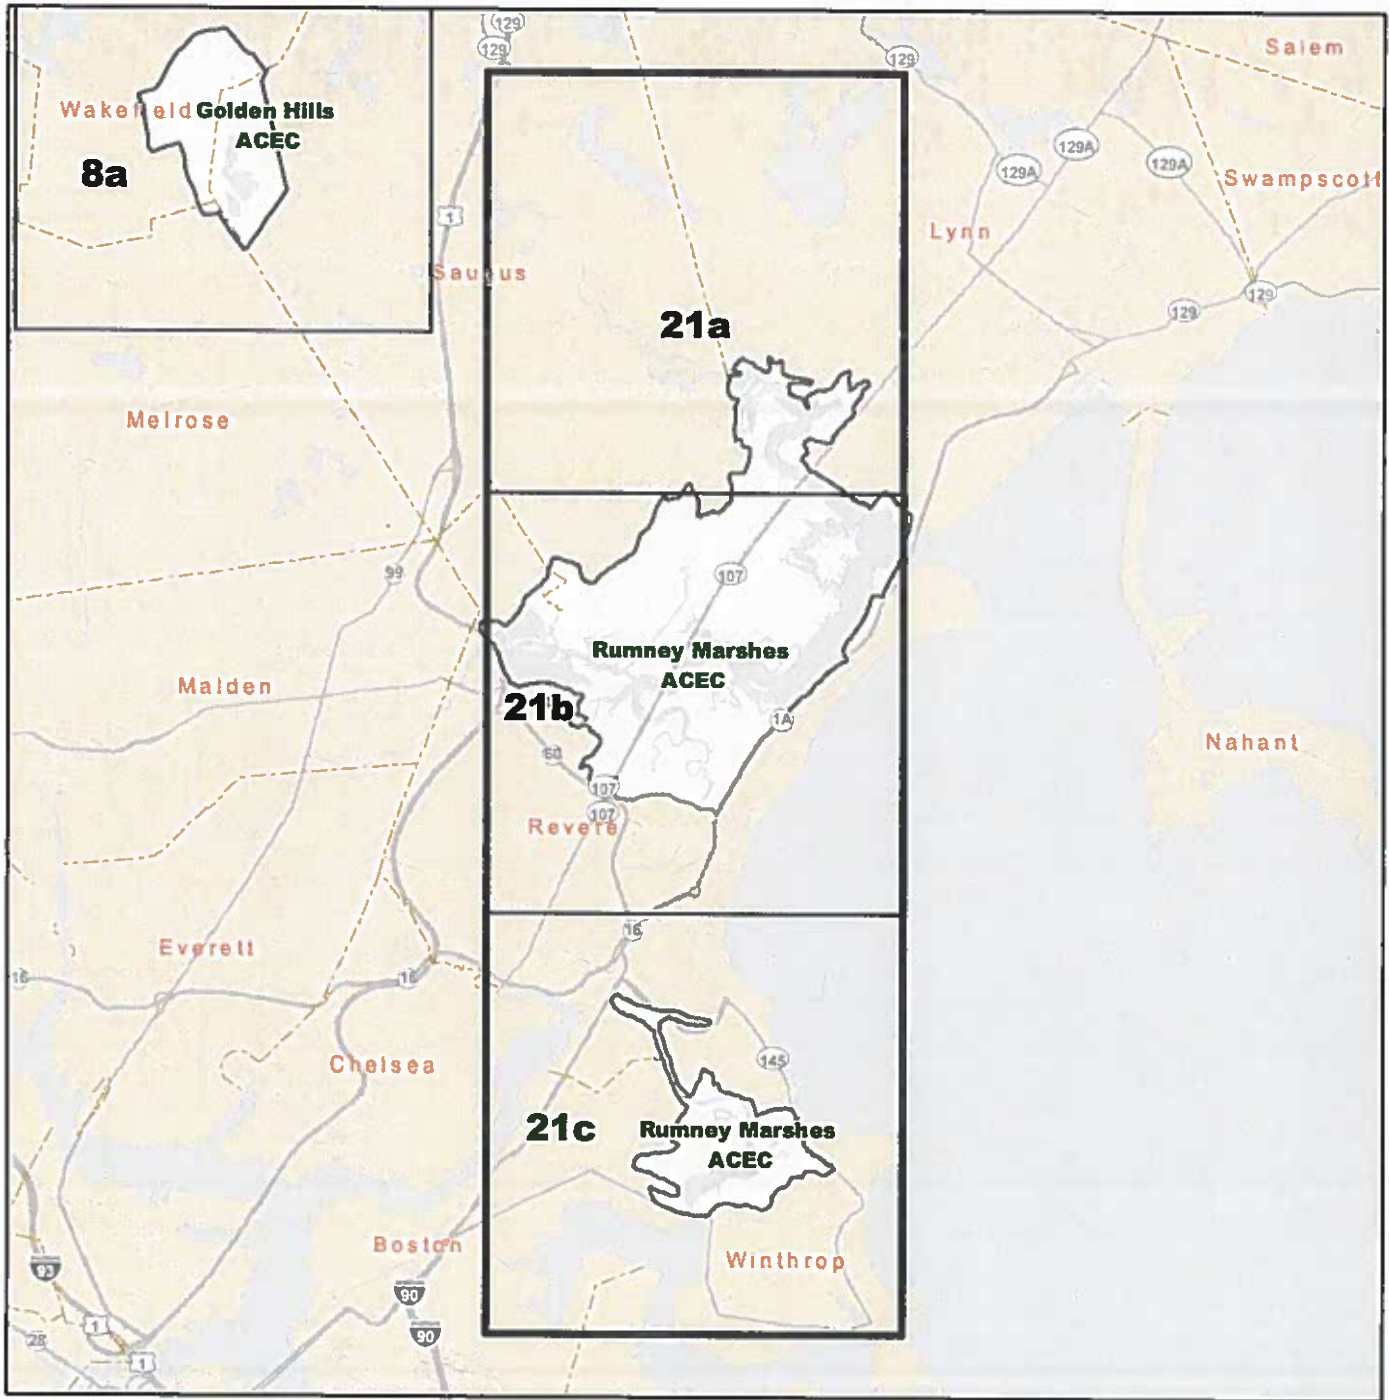 129
129
129
Salem
Wakefield
Golden Hills
ACEC
8a
129A
129A
129A
Swampscott
1
Lynn
Saugus
129
129
21a
Melrose
99
107
Rumney Marshes
ACEC
Malden
21b
1A
Nahant
60
107
107
Revere
16
Everett
16
16
145
Chelsea
21c
Rumney Marshes
ACEC
Boston
Winthrop
93
90
1
90
28
1